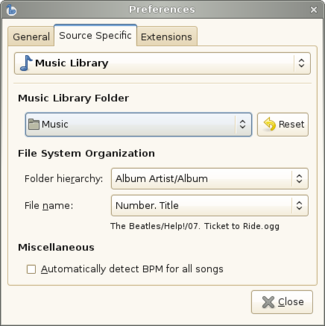 Preferences
General
Source Specific
Extensions
Music Library
Music Library Folder
Music
Reset
File System Organization
Folder hierarchy:
Album Artist/Album
File name:
Number. Title
The Beatles/Help!/07. Ticket to Ride.ogg
Miscellaneous
Automatically detect BPM for all songs
Close